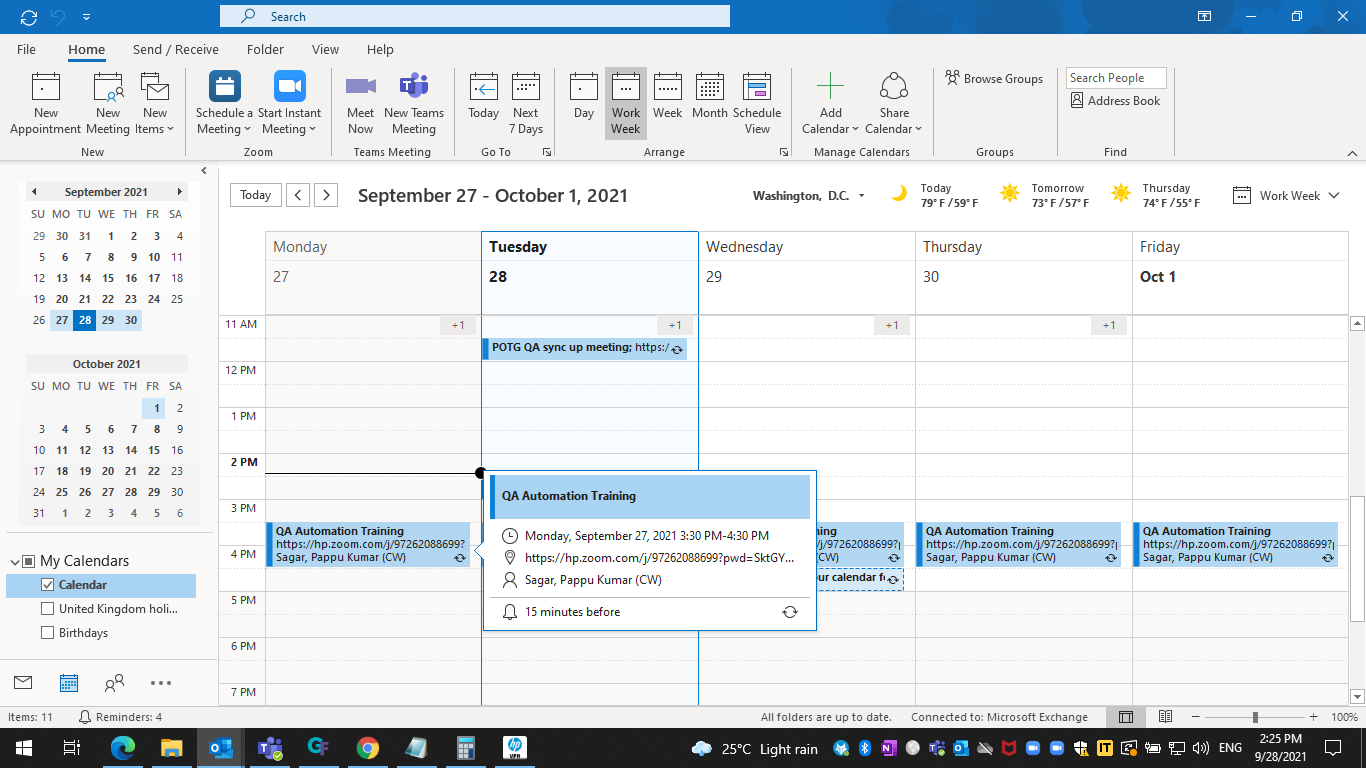 Search
File Home Send / Receive Folder View Help
New Appointment
New Meeting
New Items
New
Schedule a Meeting
Start Instant Meeting
Zoom
Meet Now
New Teams Meeting
Teams Meeting
Today
Next 7 Days
Go To
Day
Work Week
Week
Month
Schedule View
Arrange
Add Calendar
Share Calendar
Manage Calendars
Browse Groups
Groups
Search People
Address Book
Find
September 2021
SU MO TU WE TH FR SA
29 30 31 1 2 3 4
5 6 7 8 9 10 11
12 13 14 15 16 17 18
19 20 21 22 23 24 25
26 27 28 29 30
October 2021
SU MO TU WE TH FR SA
1 2
3 4 5 6 7 8 9
10 11 12 13 14 15 16
17 18 19 20 21 22 23
24 25 26 27 28 29 30
31 1 2 3 4 5 6
My Calendars
Calendar
United Kingdom holi...
Birthdays
Today
September 27 - October 1, 2021
Washington, D.C.
Today
79° F / 59° F
Tomorrow
73° F / 57° F
Thursday
74° F / 55° F
Work Week
Monday Tuesday Wednesday Thursday Friday
27 28 29 30 Oct 1
11 AM
+1 +1 +1 +1
POTG QA sync up meeting; https:/
12 PM
1 PM
2 PM
3 PM
QA Automation Training
https://hp.zoom.com/j/97262088699?
Sagar, Pappu Kumar (CW)
QA Automation Training
Monday, September 27, 2021 3:30 PM-4:30 PM
https://hp.zoom.com/j/97262088699?pwd=SktGY...
Sagar, Pappu Kumar (CW)
15 minutes before
ning
/j/97262088699?p
(CW)
our calendar fo
QA Automation Training
https://hp.zoom.com/j/97262088699?p
Sagar, Pappu Kumar (CW)
QA Automation Training
https://hp.zoom.com/j/97262088699?p
Sagar, Pappu Kumar (CW)
4 PM
5 PM
6 PM
7 PM
Items: 11 Reminders: 4
All folders are up to date. Connected to: Microsoft Exchange 100%
25°C Light rain
ENG
2:25 PM
9/28/2021